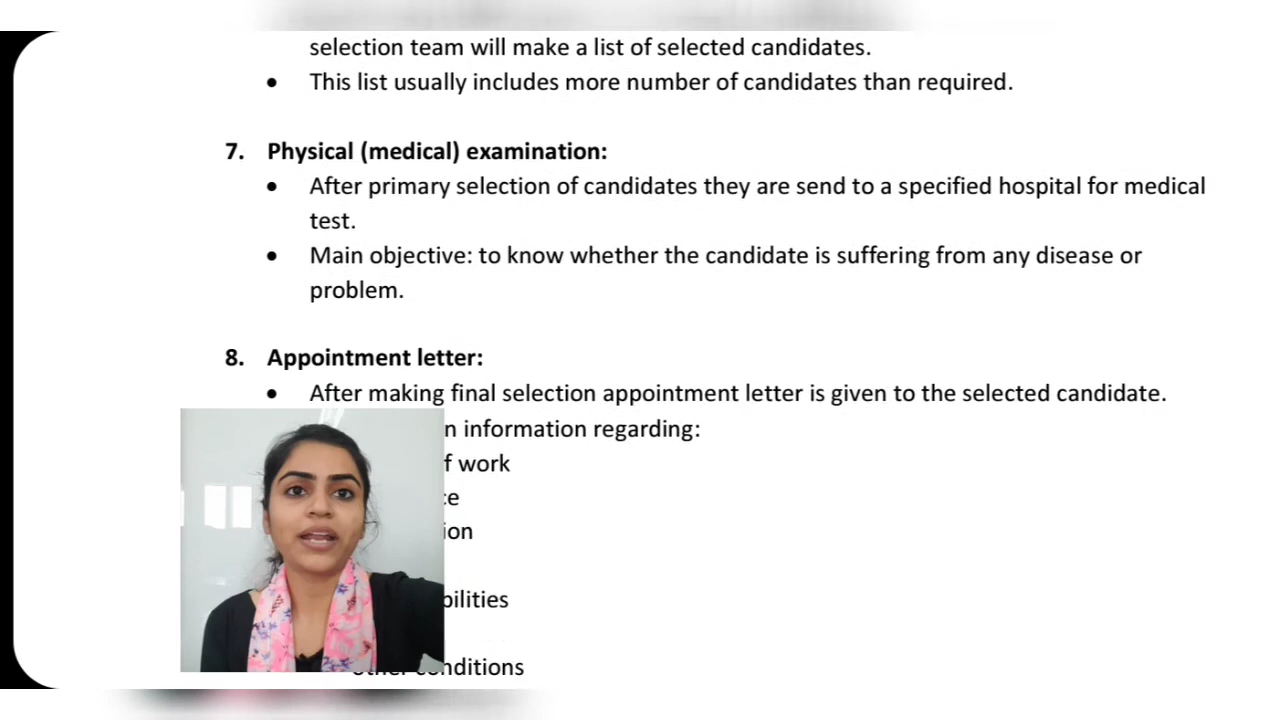 selection team will make a list of selected candidates.
• This list usually includes more number of candidates than required.
7. Physical (medical) examination:
• After primary selection of candidates they are send to a specified hospital for medical
test.
• Main objective: to know whether the candidate is suffering from any disease or
problem.
8. Appointment letter:
• After making final selection appointment letter is given to the selected candidate.
information regarding:
work
conditions